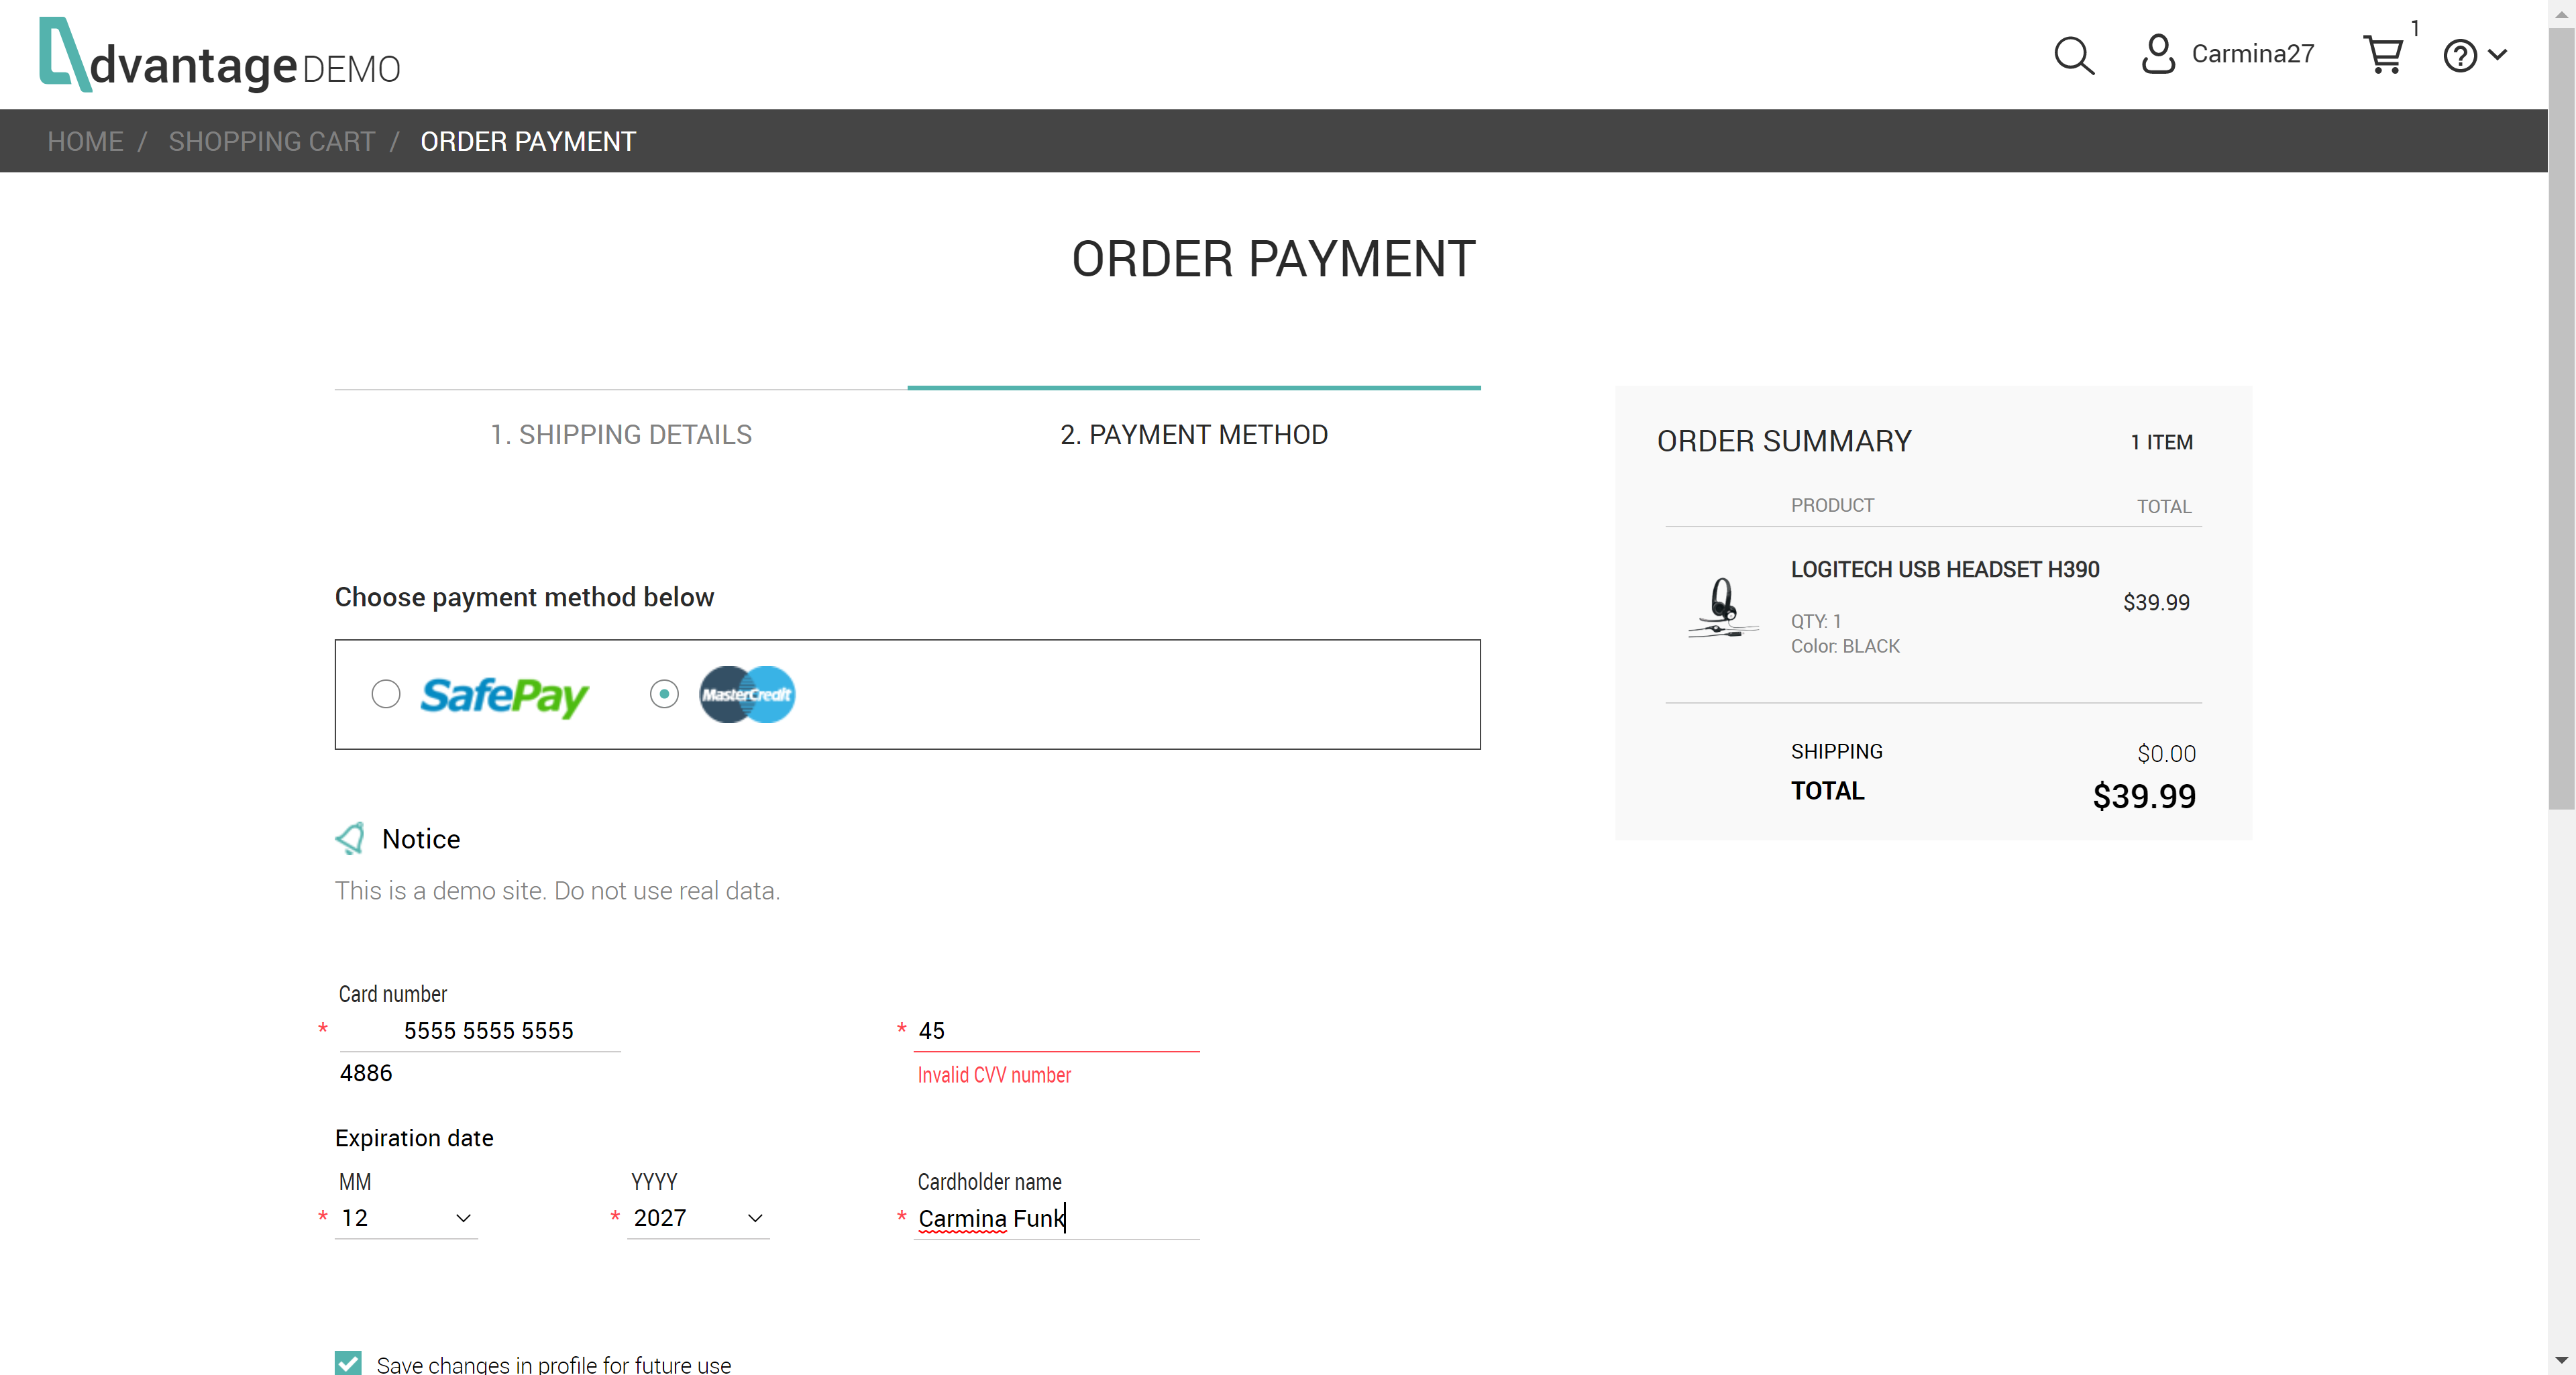 dvantage DEMO
Carmina27
1
HOME / SHOPPING CART / ORDER PAYMENT
ORDER PAYMENT
1. SHIPPING DETAILS
2. PAYMENT METHOD
Choose payment method below
SafePay
MasterCredit
Notice
This is a demo site. Do not use real data.
Card number
* 5555 5555 5555
4886
* 45
Invalid CVV number
Expiration date
MM
* 12
YYYY
* 2027
Cardholder name
* Carmina Funk
Save changes in profile for future use
ORDER SUMMARY
1 ITEM
PRODUCT
TOTAL
LOGITECH USB HEADSET H390
$39.99
QTY: 1
Color: BLACK
SHIPPING
$0.00
TOTAL
$39.99